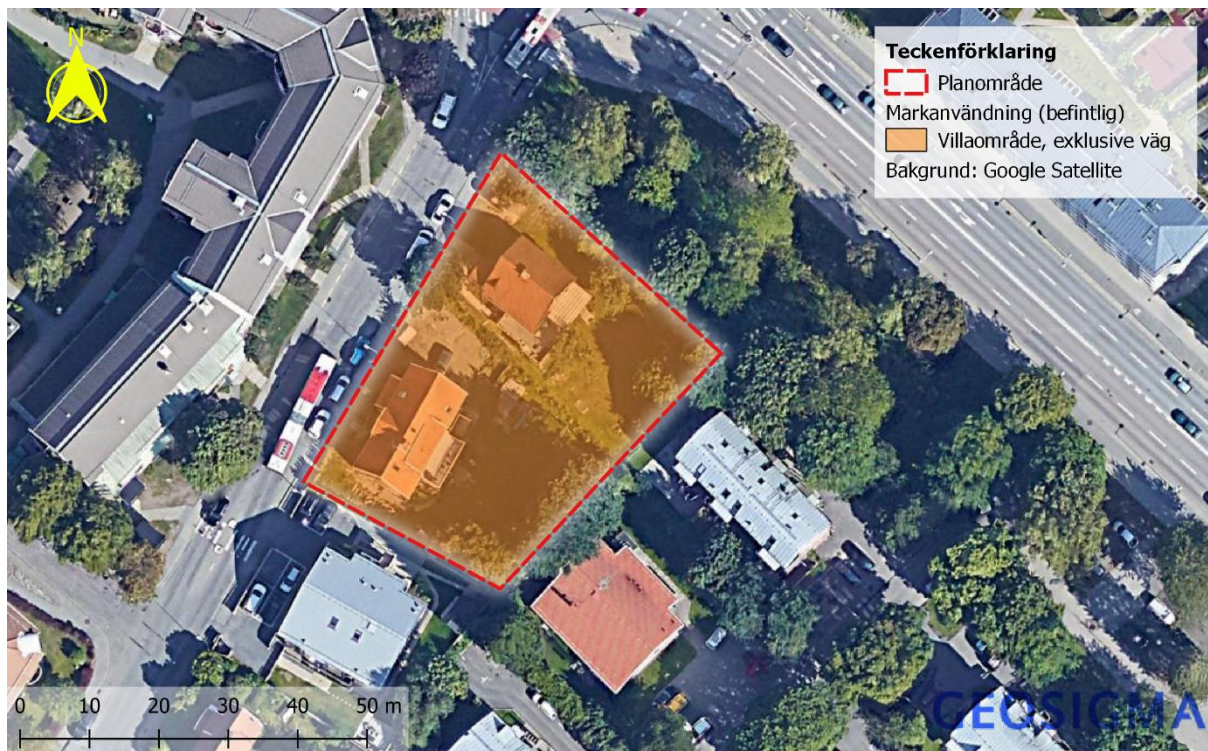 N
Teckenförklaring
Planområde
Markanvändning (befintlig)
Villaområde, exklusive väg
Bakgrund: Google Satellite
0 10 20 30 40 50 m
GEOSIGMA